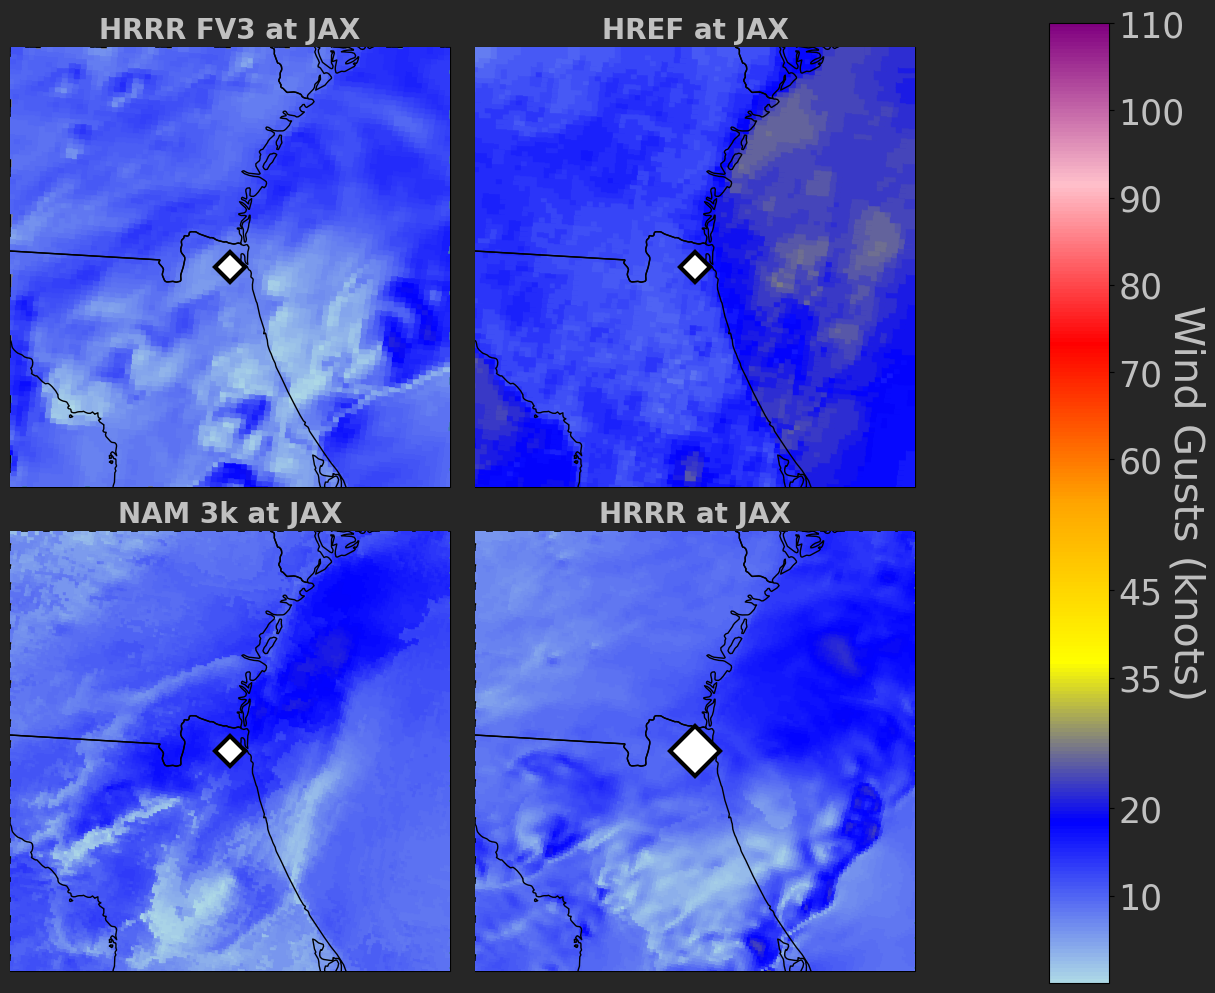 HRRR FV3 at JAX
HREF at JAX
NAM 3k at JAX
HRRR at JAX
110
100
90
80
70
60
45
35
20
10
Wind Gusts (knots)